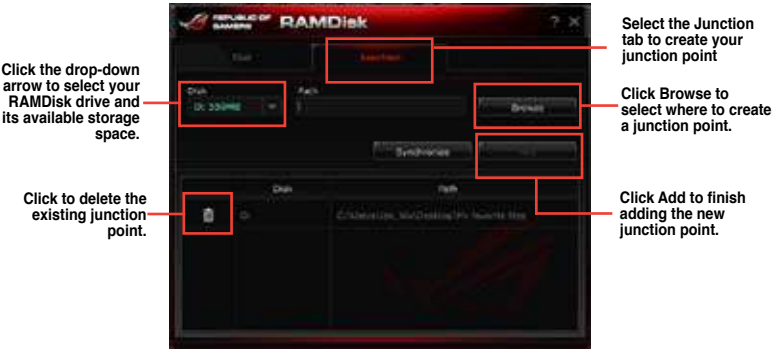 REPUBLIC OF
GAMERS
RAMDisk
? ×
Select the Junction
tab to create your
junction point
Disk
Junction
Click the drop-down
arrow to select your
RAMDisk drive and
its available storage
space.
Disk
Path
Browse
Click Browse to
select where to create
a junction point.
Synchronize
Disk
Path
Click to delete the
existing junction
point.
Click Add to finish
adding the new
junction point.